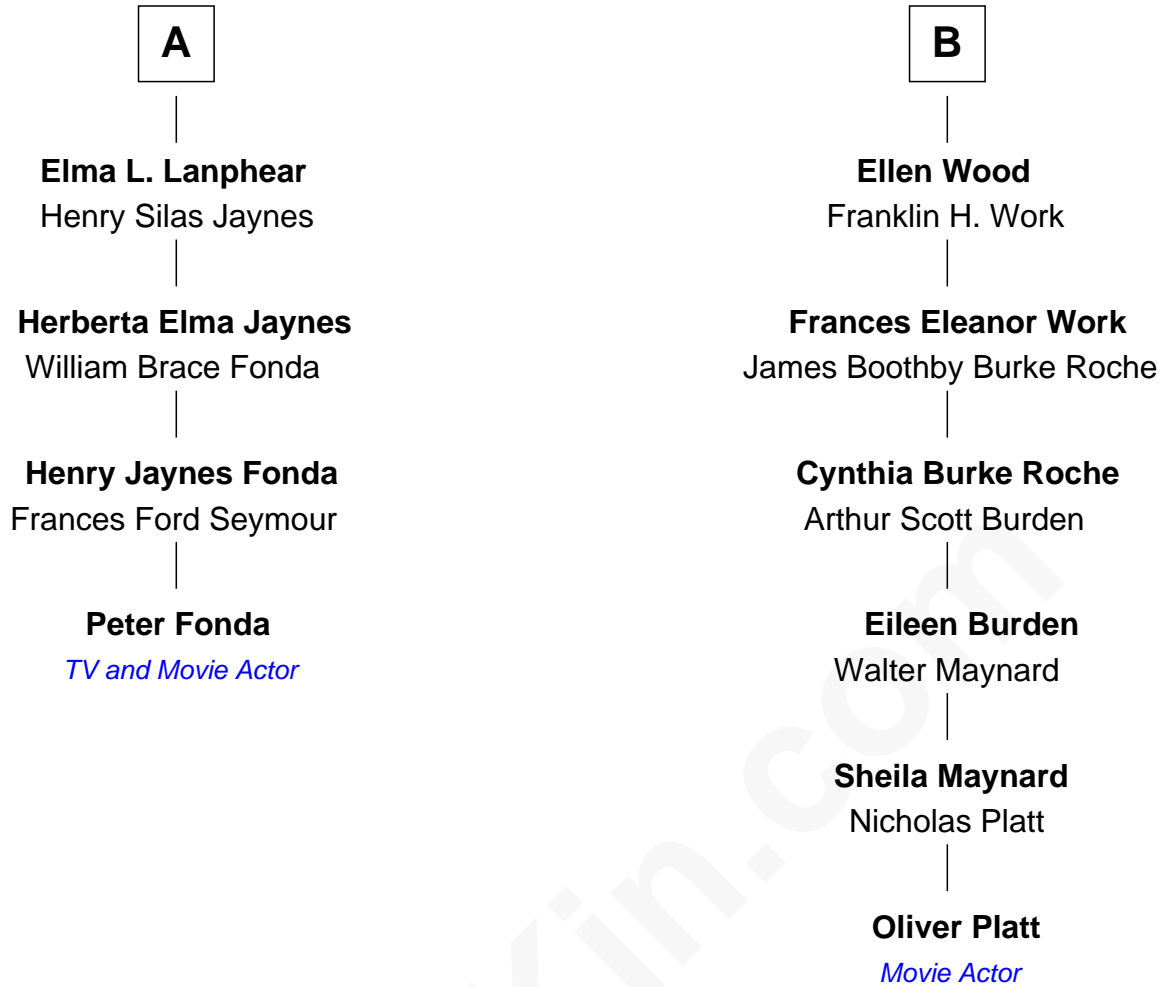 A
Elma L. Lanphear
Henry Silas Jaynes
Herberta Elma Jaynes
William Brace Fonda
Henry Jaynes Fonda
Frances Ford Seymour
Peter Fonda
TV and Movie Actor
B
Ellen Wood
Franklin H. Work
Frances Eleanor Work
James Boothby Burke Roche
Cynthia Burke Roche
Arthur Scott Burden
Eileen Burden
Walter Maynard
Sheila Maynard
Nicholas Platt
Oliver Platt
Movie Actor